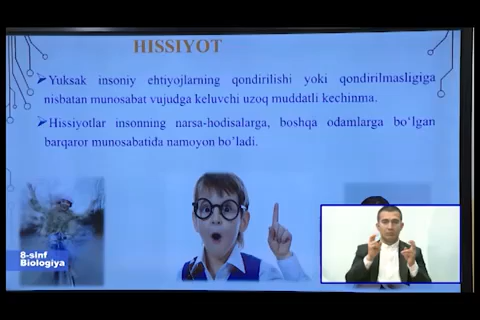 HISSIYOT
Yuksak insoniy ehtiyojlarning qondirilishi yoki qondirilmasligiga
nisbatan munosabat vujudga keluvchi uzoq muddatli kechinma.
Hissiyotlar insonning narsa-hodisalarga, boshqa odamlarga bo‘lgan
barqaror munosabatida namoyon bo‘ladi.
8-sinf
Biologiya